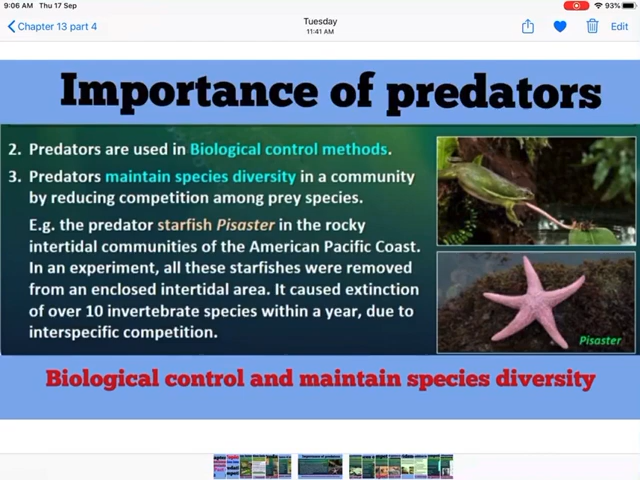 9:06 AM Thu 17 Sep
93%
Chapter 13 part 4
Tuesday
11:41 AM
Edit
Importance of predators
2. Predators are used in Biological control methods.
3. Predators maintain species diversity in a community
by reducing competition among prey species.
E.g. the predator starfish Pisaster in the rocky
intertidal communities of the American Pacific Coast.
In an experiment, all these starfishes were removed
from an enclosed intertidal area. It caused extinction
of over 10 invertebrate species within a year, due to
interspecific competition.
Pisaster
Biological control and maintain species diversity